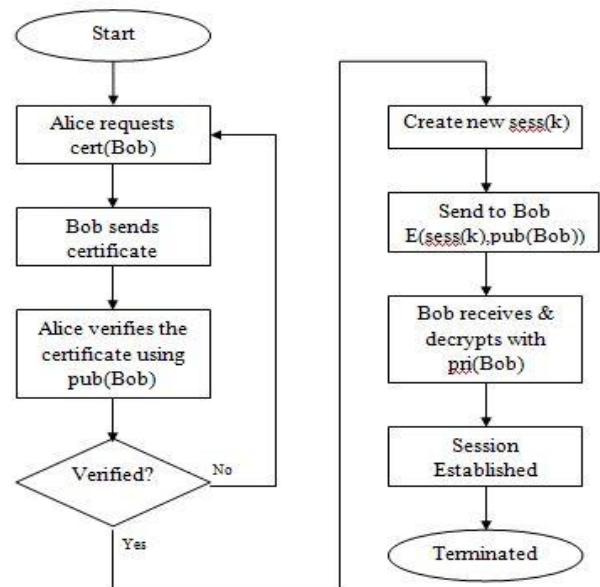 Start
Alice requests
cert(Bob)
Bob sends
certificate
Alice verifies the
certificate using
pub(Bob)
Verified?
No
Yes
Create new sess(k)
Send to Bob
E(sess(k),pub(Bob))
Bob receives &
decrypts with
pri(Bob)
Session
Established
Terminated